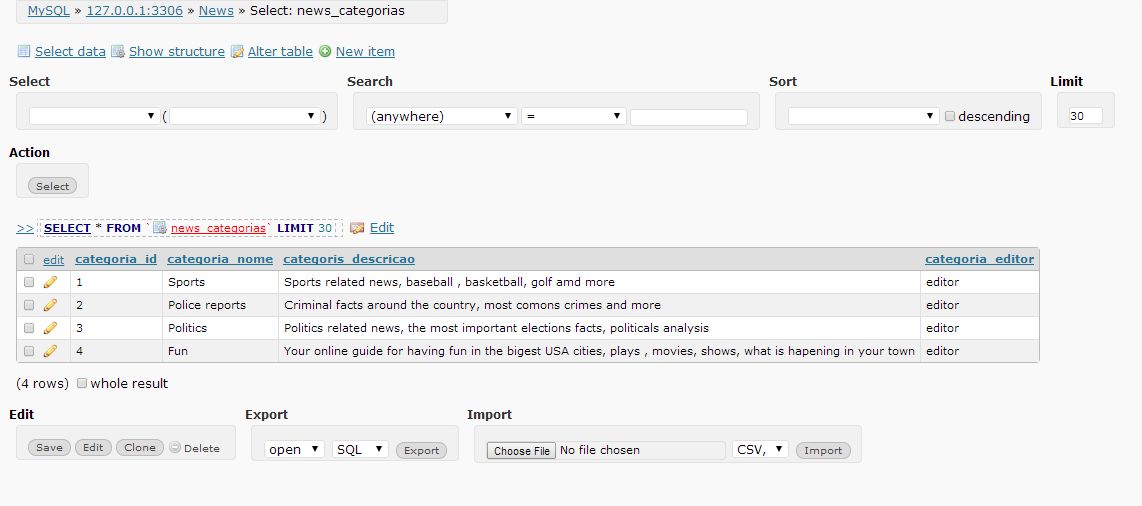 MySQL » 127.0.0.1:3306 » News » Select: news_categorias
Select data Show structure Alter table New item
Select Search Sort Limit
( ) (anywhere) = descending 30
Action
Select
>> SELECT * FROM `news_categorias` LIMIT 30 Edit
edit categoria_id categoria_nome categoris_descricao categoria_editor
1 Sports Sports related news, baseball , basketball, golf amd more editor
2 Police reports Criminal facts around the country, most comons crimes and more editor
3 Politics Politics related news, the most important elections facts, politicals analysis editor
4 Fun Your online guide for having fun in the bigest USA cities, plays , movies, shows, what is hapening in your town editor
(4 rows) whole result
Edit Export Import
Save Edit Clone Delete open SQL Export Choose File No file chosen CSV, Import